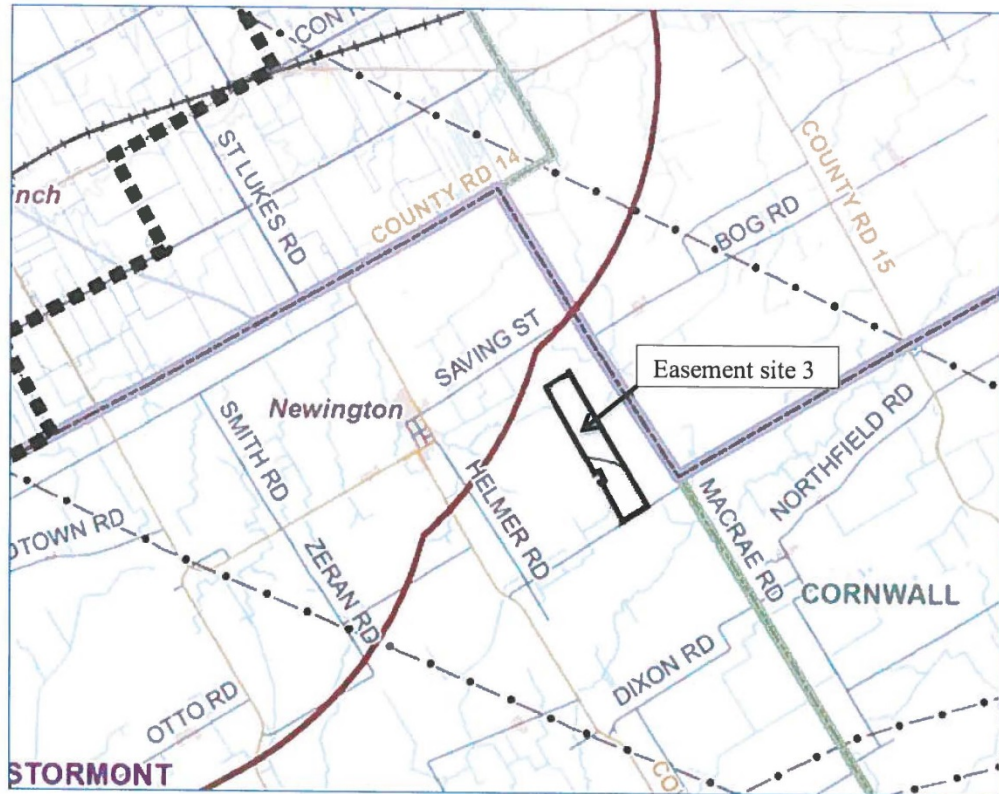 CON R
ST LUKES RD
COUNTY RD 14
COUNTY RD 15
inch
BOG RD
SAVING ST
Easement site 3
Newington
SMITH RD
HELMER RD
NORTHFIELD RD
MACRAE RD
DTOWN RD
ZERAN RD
CORNWALL
DIXON RD
OTTO RD
STORMONT
CO